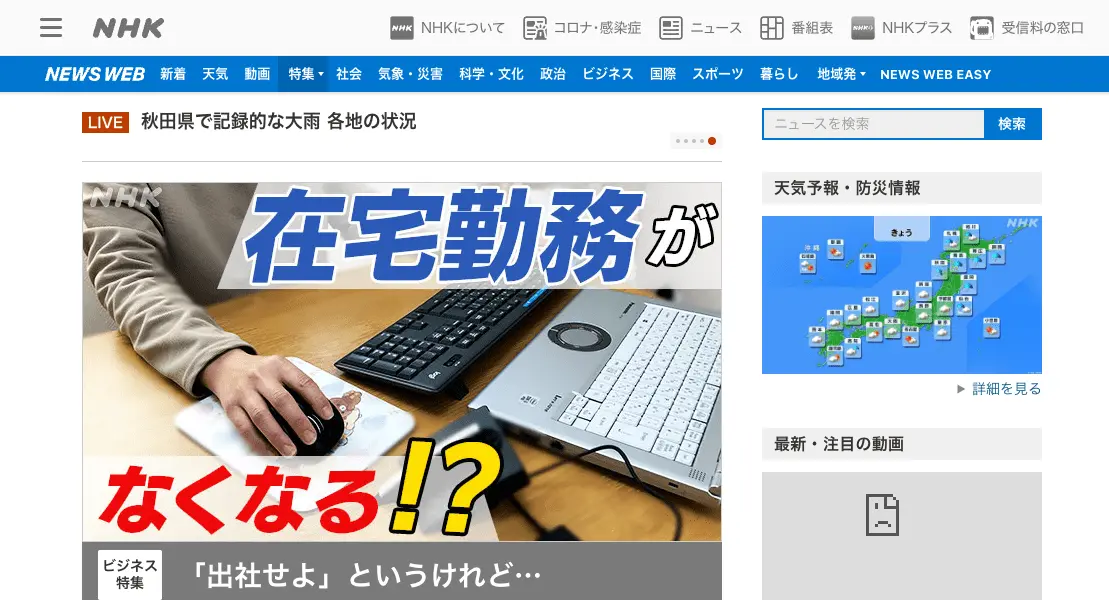 NHK
NHKについて
コロナ･感染症
ニュース
番組表
NHKプラス
受信料の窓口
NEWS WEB
新着
天気
動画
特集
社会
気象・災害
科学・文化
政治
ビジネス
国際
スポーツ
暮らし
地域発
NEWS WEB EASY
LIVE 秋田県で記録的な大雨 各地の状況
ニュースを検索
検索
NHK
在宅勤務が
なくなる!?
ビジネス
特集
「出社せよ」というけれど…
天気予報・防災情報
きょう
NHK
沖縄
詳細を見る
最新・注目の動画